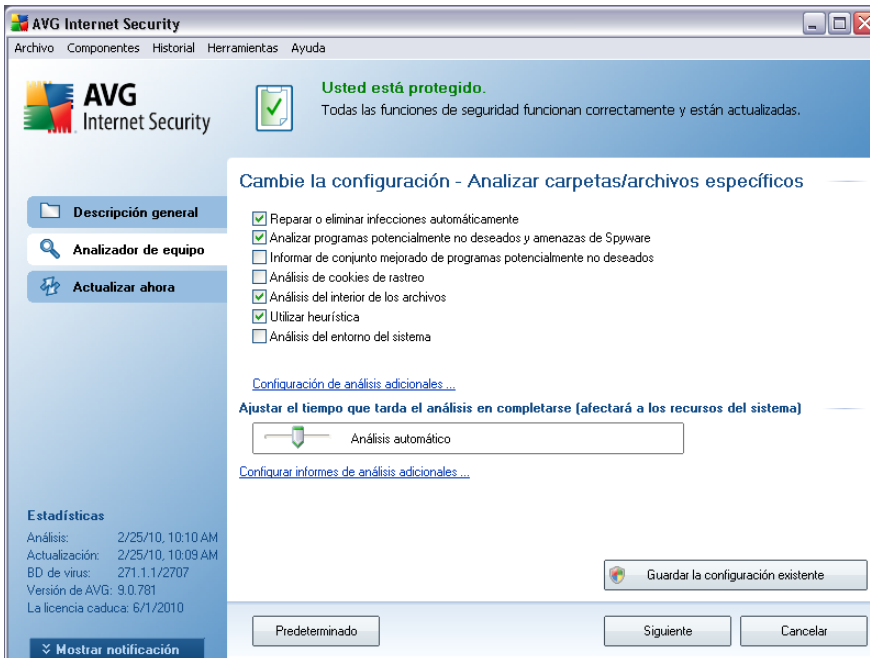 AVG Internet Security
Archivo Componentes Historial Herramientas Ayuda
AVG
Internet Security
Usted está protegido.
Todas las funciones de seguridad funcionan correctamente y están actualizadas.
Descripción general
Analizador de equipo
Actualizar ahora
Cambie la configuración - Analizar carpetas/archivos específicos
Reparar o eliminar infecciones automáticamente
Analizar programas potencialmente no deseados y amenazas de Spyware
Informar de conjunto mejorado de programas potencialmente no deseados
Análisis de cookies de rastreo
Análisis del interior de los archivos
Utilizar heurística
Análisis del entorno del sistema
Configuración de análisis adicionales ...
Ajustar el tiempo que tarda el análisis en completarse (afectará a los recursos del sistema)
Análisis automático
Configurar informes de análisis adicionales ...
Estadísticas
Análisis: 2/25/10, 10:10 AM
Actualización: 2/25/10, 10:09 AM
BD de virus: 271.1.1/2707
Versión de AVG: 9.0.781
La licencia caduca: 6/1/2010
Mostrar notificación
Guardar la configuración existente
Predeterminado
Siguiente
Cancelar